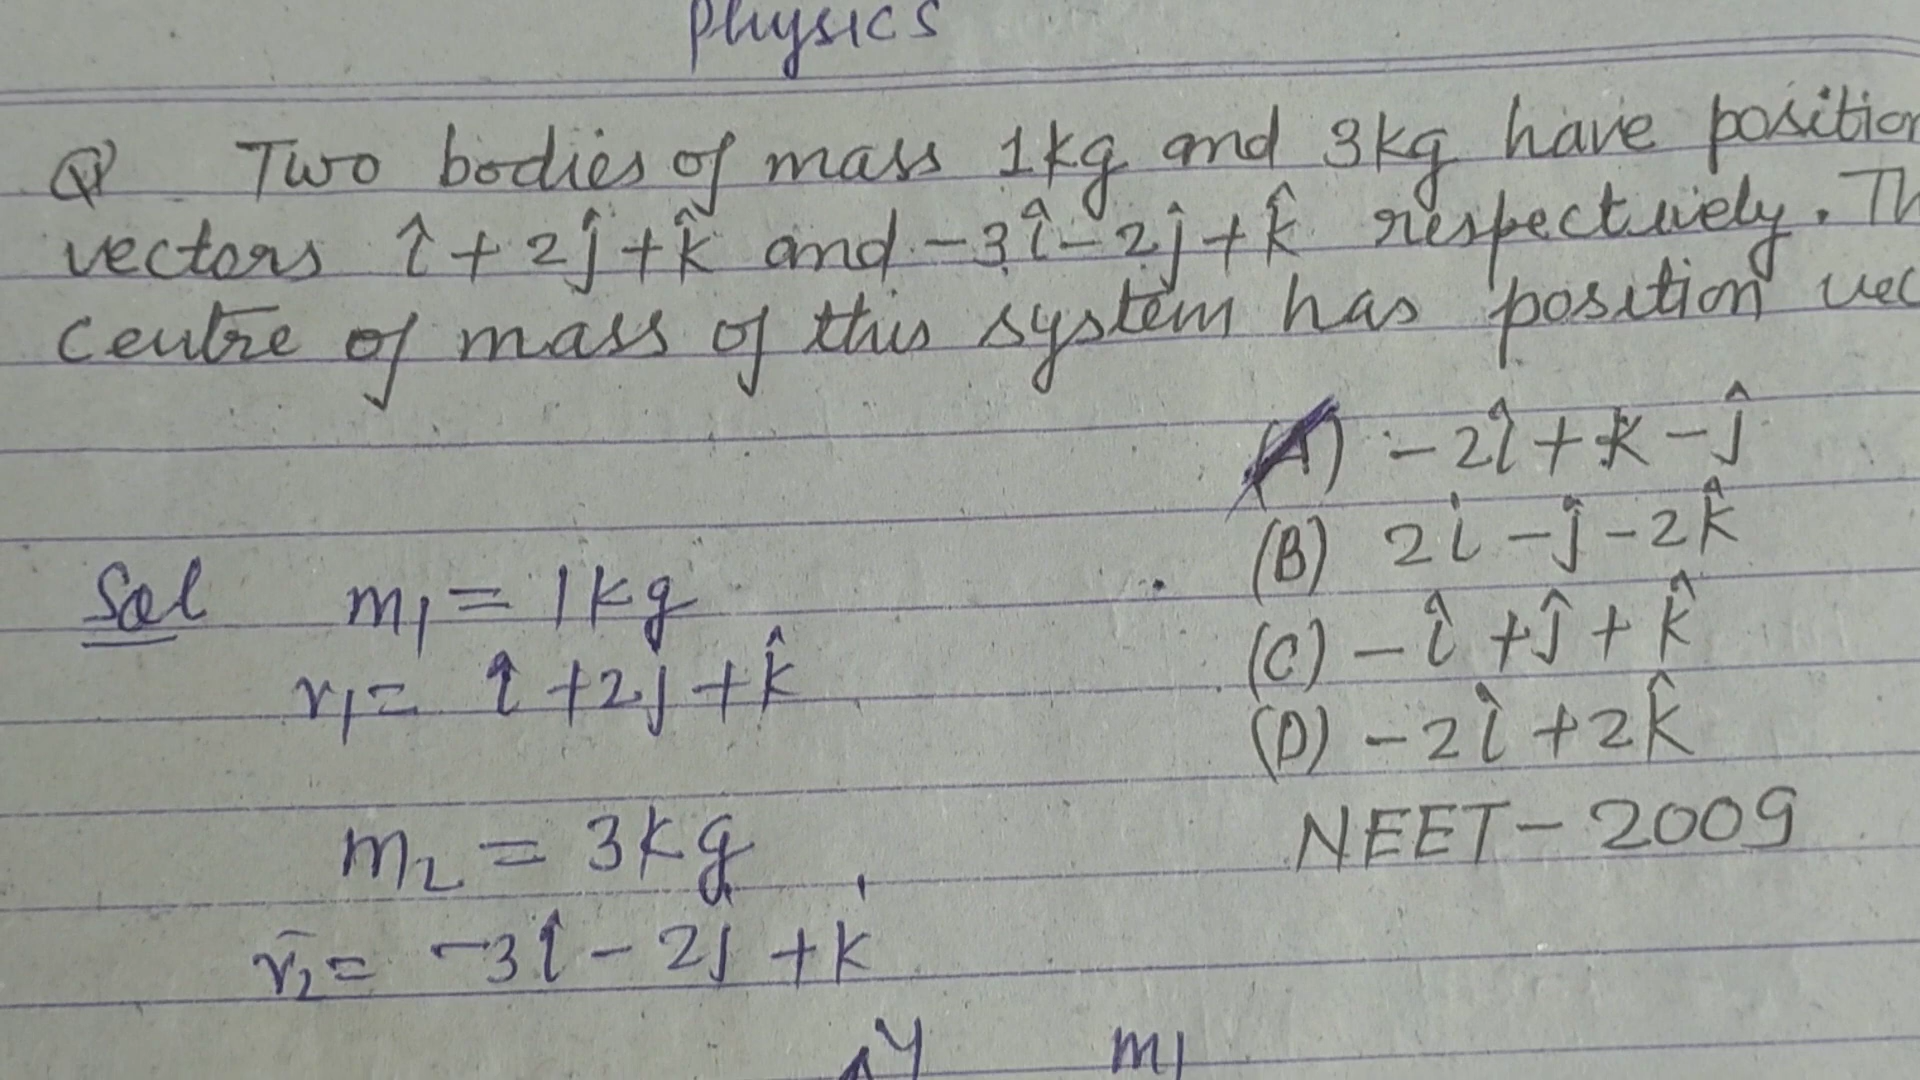 Physics
Q Two bodies of mass 1kg and 3kg have position
vectors î + 2ĵ + k̂ and -3î - 2ĵ + k̂ respectively. Th
centre of mass of this system has position vec
(A) -2î + k - ĵ
(B) 2i - ĵ - 2k̂
(C) - î + ĵ + k̂
(D) -2î + 2k̂
NEET - 2009
Sol m₁ = 1kg
r₁ = î + 2j + k̂
m₂ = 3kg
r̄₂ = -3î - 2j + k
y m₁